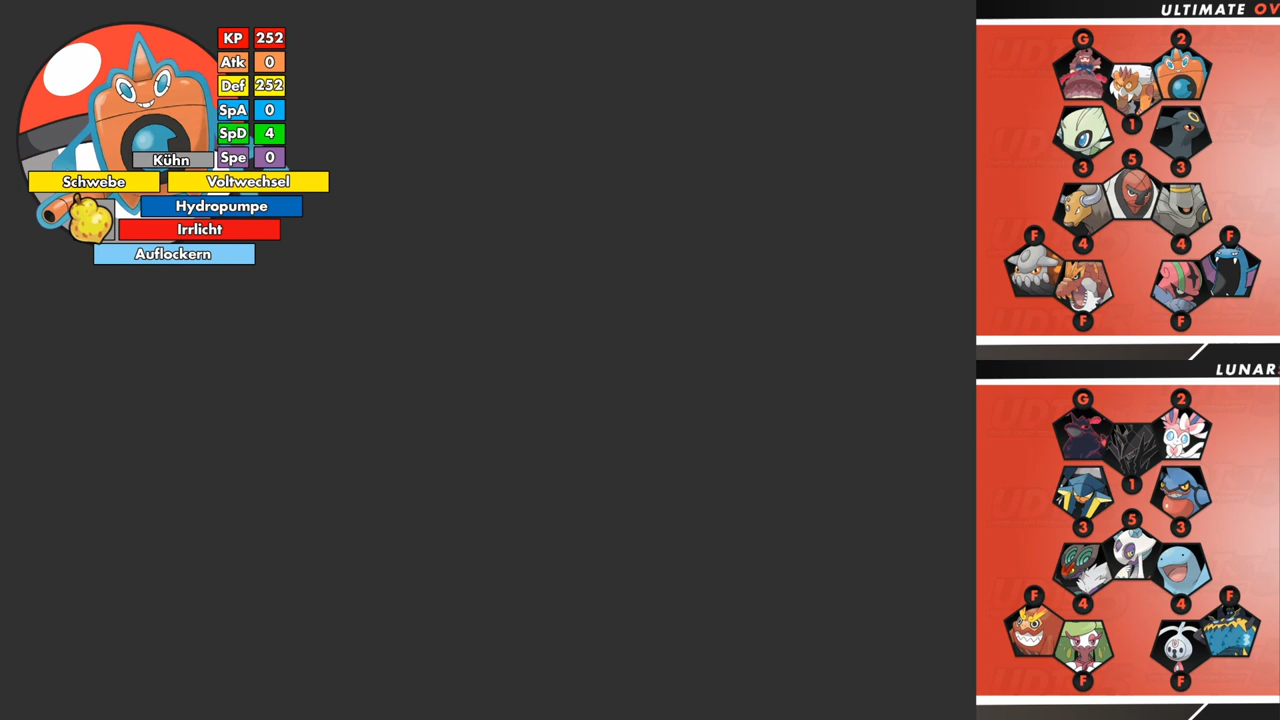 KP 252
Atk 0
Def 252
SpA 0
SpD 4
Kühn
Spe 0
Schwebe
Voltwechsel
Hydropumpe
Irrlicht
Auflockern
ULTIMATE OV
G 2
1
3 3
5
4 4
F F
F F
LUNAR
G 2
1
3 3
5
4 4
F F
F F